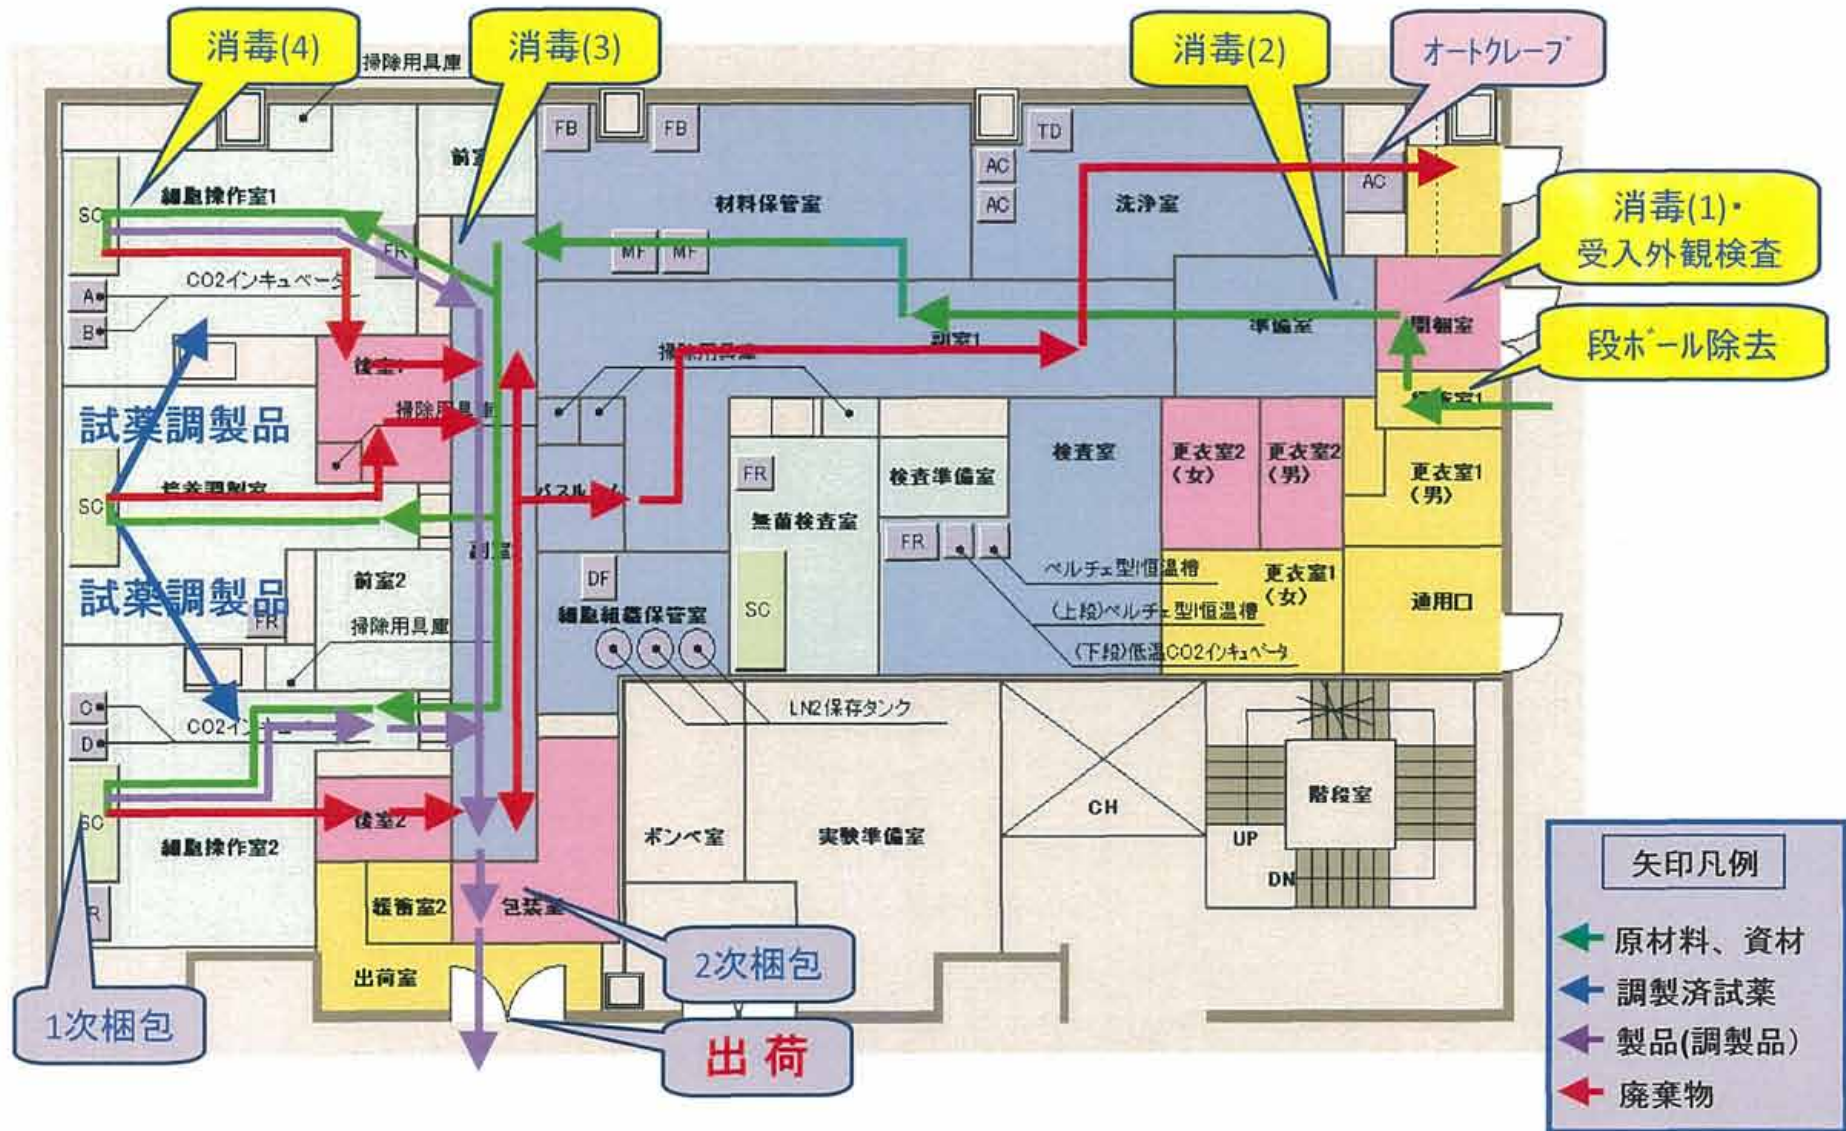 消毒(4)
消毒(3)
消毒(2)
オートクレーブ
掃除用具庫
FB
FB
TD
前室
AC
AC
AC
SC
細胞操作室1
材料保管室
洗浄室
消毒(1)・
受入外観検査
FR
MF
MF
CO2インキュベータ
A
B
準備室
開梱室
副室1
掃除用具庫
段ボール除去
後室1
掃除用具庫
試薬調製品
SC
培養調製室
パスルーム
FR
無菌検査室
検査準備室
検査室
更衣室2
(女)
更衣室2
(男)
更衣室1
(男)
副室
FR
前室2
DF
細胞組織保管室
SC
ペルチェ型恒温槽
更衣室1
(女)
通用口
試薬調製品
FR
掃除用具庫
(上段)ペルチェ型恒温槽
(下段)低温CO2インキュベータ
C
D
LN2保存タンク
SC
後室2
細胞操作室2
ボンベ室
実験準備室
CH
階段室
UP
DN
緩衝室2
包装室
出荷室
1次梱包
2次梱包
出荷
矢印凡例
原材料、資材
調製済試薬
製品(調製品)
廃棄物